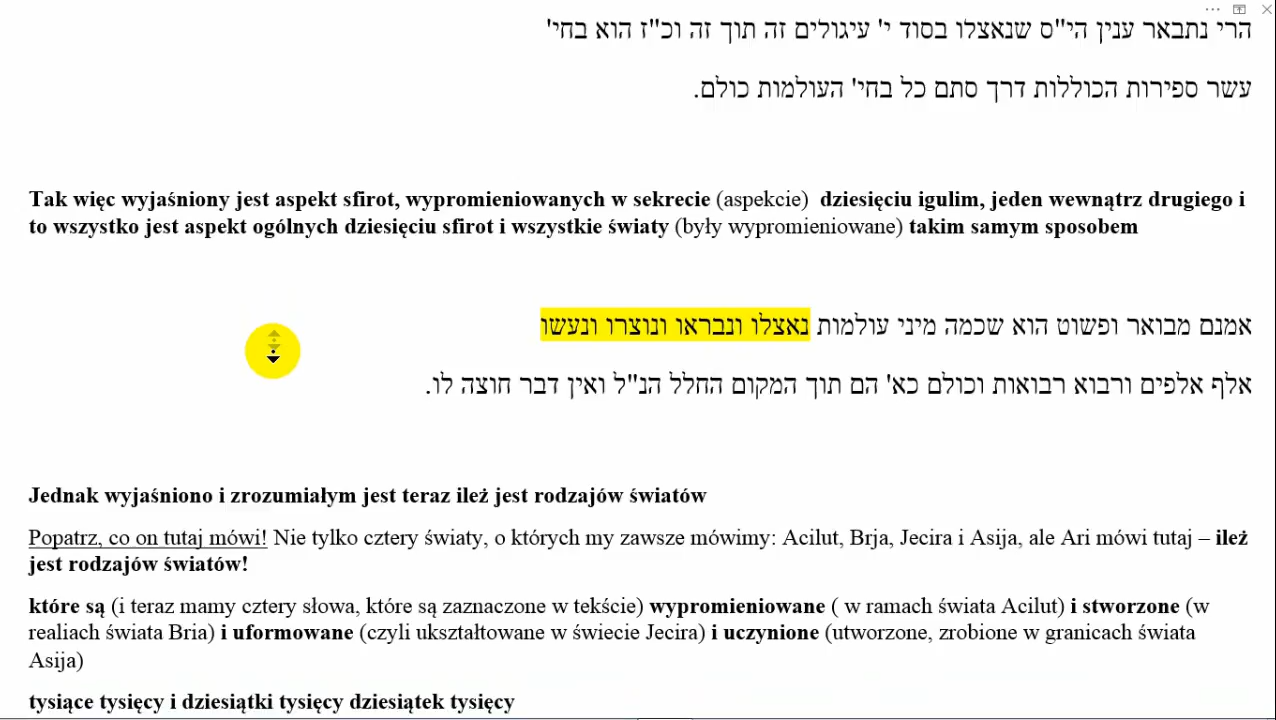 הרי נתבאר ענין הי"ס שנאצלו בסוד י' עיגולים זה תוך זה וכ"ז הוא בחי'
עשר ספירות הכוללות דרך סתם כל בחי' העולמות כולם.
Tak więc wyjaśniony jest aspekt sfirot, wypromieniowanych w sekrecie (aspekcie) dziesięciu igulim, jeden wewnątrz drugiego i
to wszystko jest aspekt ogólnych dziesięciu sfirot i wszystkie światy (były wypromieniowane) takim samym sposobem
אמנם מבואר ופשוט הוא שכמה מיני עולמות נאצלו ונבראו ונוצרו ונעשו
אלף אלפים ורבוא רבואות וכולם כא' הם תוך המקום החלל הנ"ל ואין דבר חוצה לו.
Jednak wyjaśniono i zrozumiałym jest teraz ileż jest rodzajów światów
Popatrz, co on tutaj mówi! Nie tylko cztery światy, o których my zawsze mówimy: Acilut, Brja, Jecira i Asija, ale Ari mówi tutaj – ileż
jest rodzajów światów!
które są (i teraz mamy cztery słowa, które są zaznaczone w tekście) wypromieniowane ( w ramach świata Acilut) i stworzone (w
realiach świata Bria) i uformowane (czyli ukształtowane w świecie Jecira) i uczynione (utworzone, zrobione w granicach świata
Asija)
tysiące tysięcy i dziesiątki tysięcy dziesiątek tysięcy